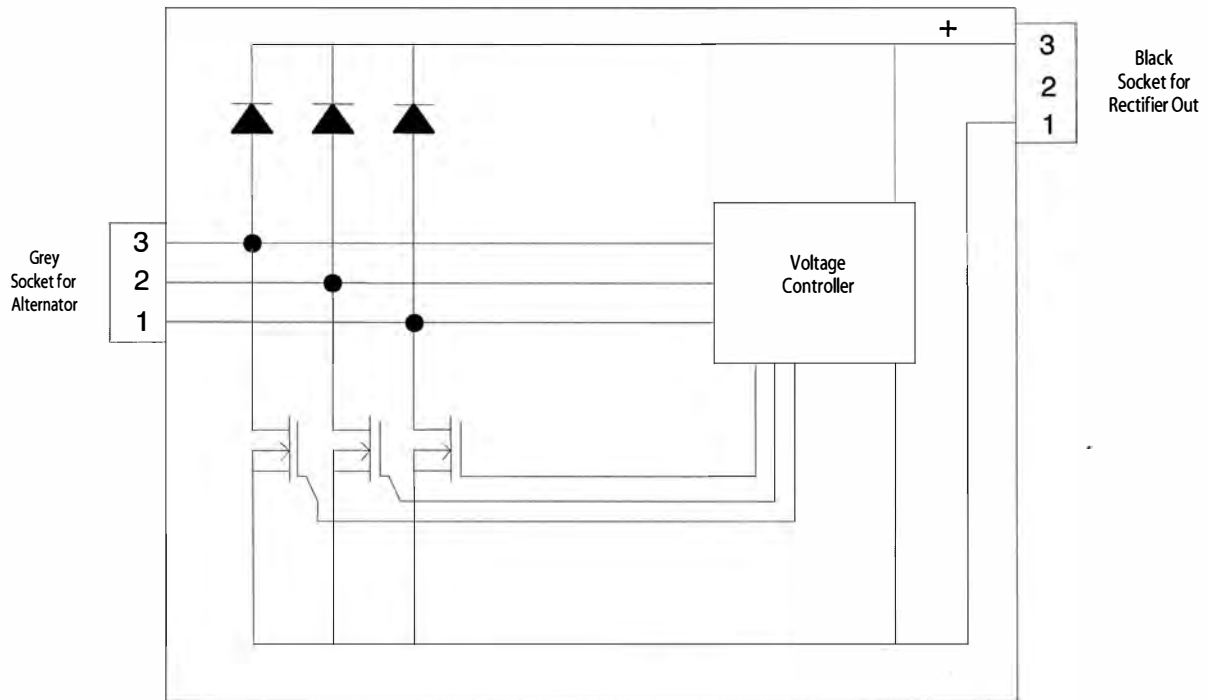 +
3
2
1
Black
Socket for
Rectifier Out
Grey
Socket for
Alternator
3
2
1
Voltage
Controller